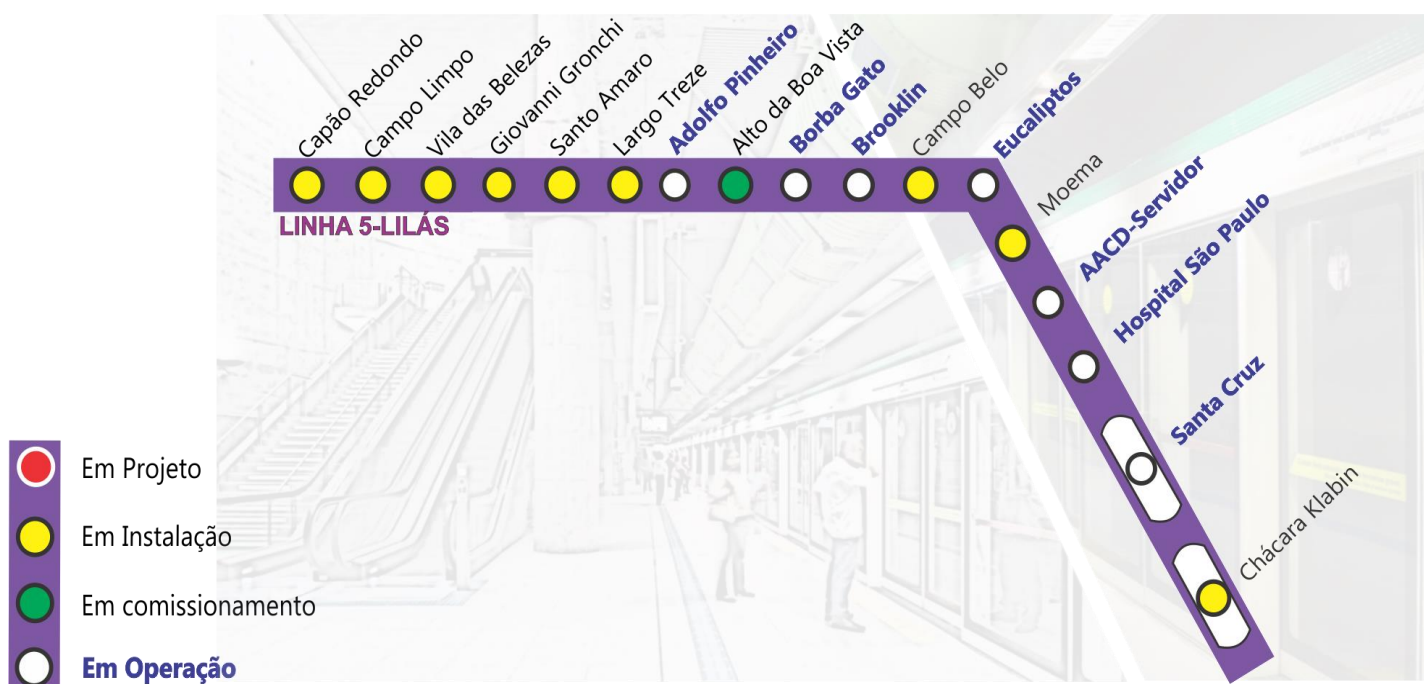 Capão Redondo
Campo Limpo
Vila das Belezas
Giovanni Gronchi
Santo Amaro
Largo Treze
Adolfo Pinheiro
Alto da Boa Vista
Borba Gato
Brooklin
Campo Belo
Eucaliptos
Moema
AACD-Servidor
Hospital São Paulo
Santa Cruz
Chácara Klabin
LINHA 5-LILÁS
Em Projeto
Em Instalação
Em comissionamento
Em Operação